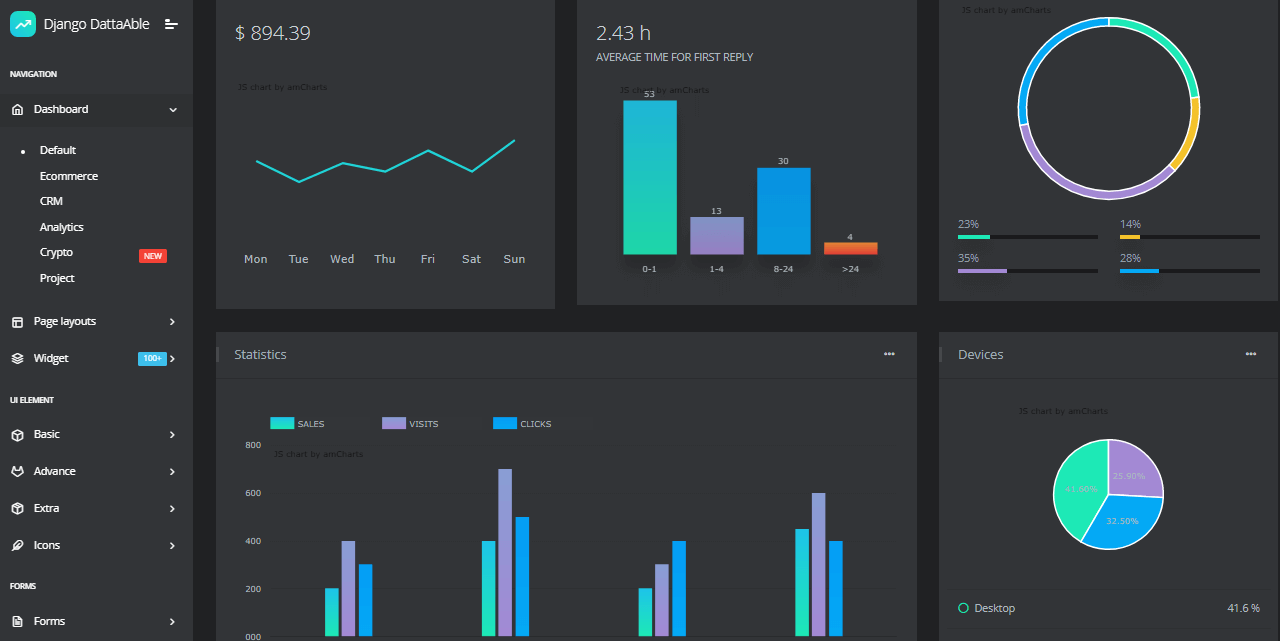 Django DattaAble
NAVIGATION
Dashboard
Default
Ecommerce
CRM
Analytics
Crypto NEW
Project
Page layouts
Widget 100+
UI ELEMENT
Basic
Advance
Extra
Icons
FORMS
Forms
$ 894.39
JS chart by amCharts
Mon Tue Wed Thu Fri Sat Sun
2.43 h
AVERAGE TIME FOR FIRST REPLY
JS chart by amCharts
53
13
30
4
0-1 1-4 8-24 >24
JS chart by amCharts
23% 14%
35% 28%
Statistics
SALES VISITS CLICKS
JS chart by amCharts
800
600
400
200
000
Devices
JS chart by amCharts
25.90%
41.60%
32.50%
Desktop 41.6 %